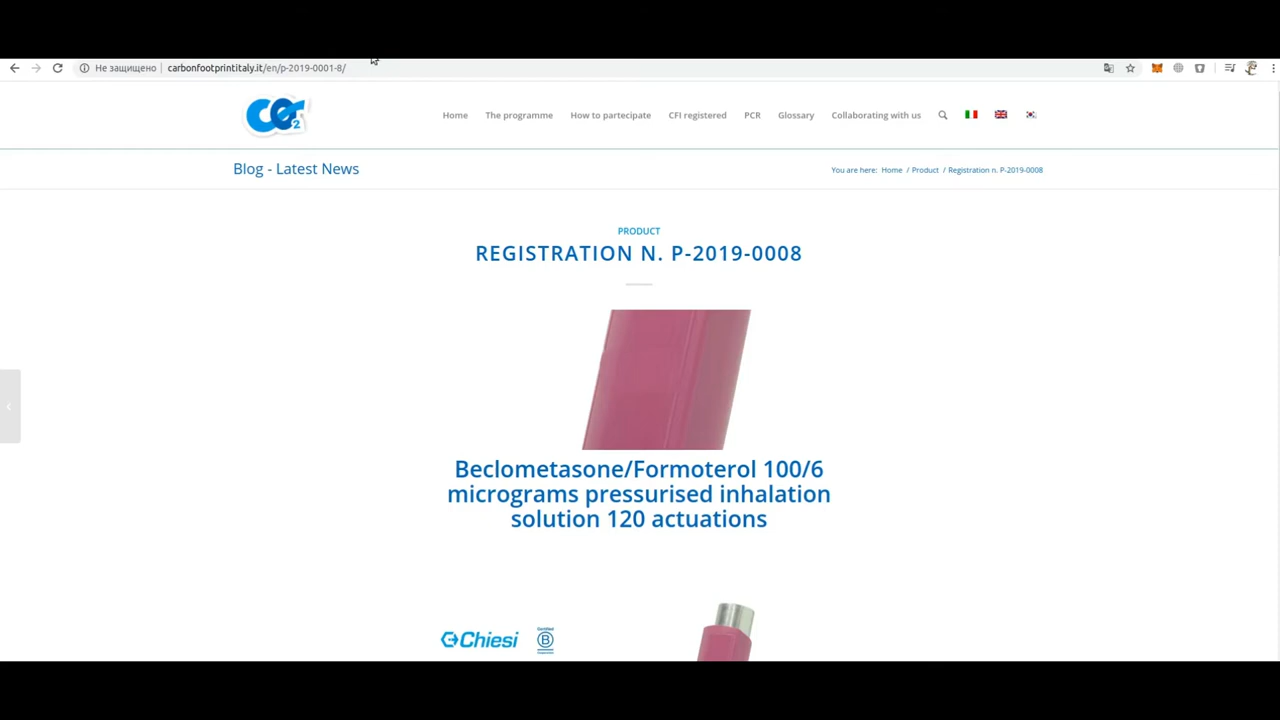 Не защищено
carbonfootprintitaly.it/en/p-2019-0001-8/
Home
The programme
How to partecipate
CFI registered
PCR
Glossary
Collaborating with us
Blog - Latest News
You are here: Home / Product / Registration n. P-2019-0008
PRODUCT
REGISTRATION N. P-2019-0008
Beclometasone/Formoterol 100/6
micrograms pressurised inhalation
solution 120 actuations
Chiesi
Certified
B